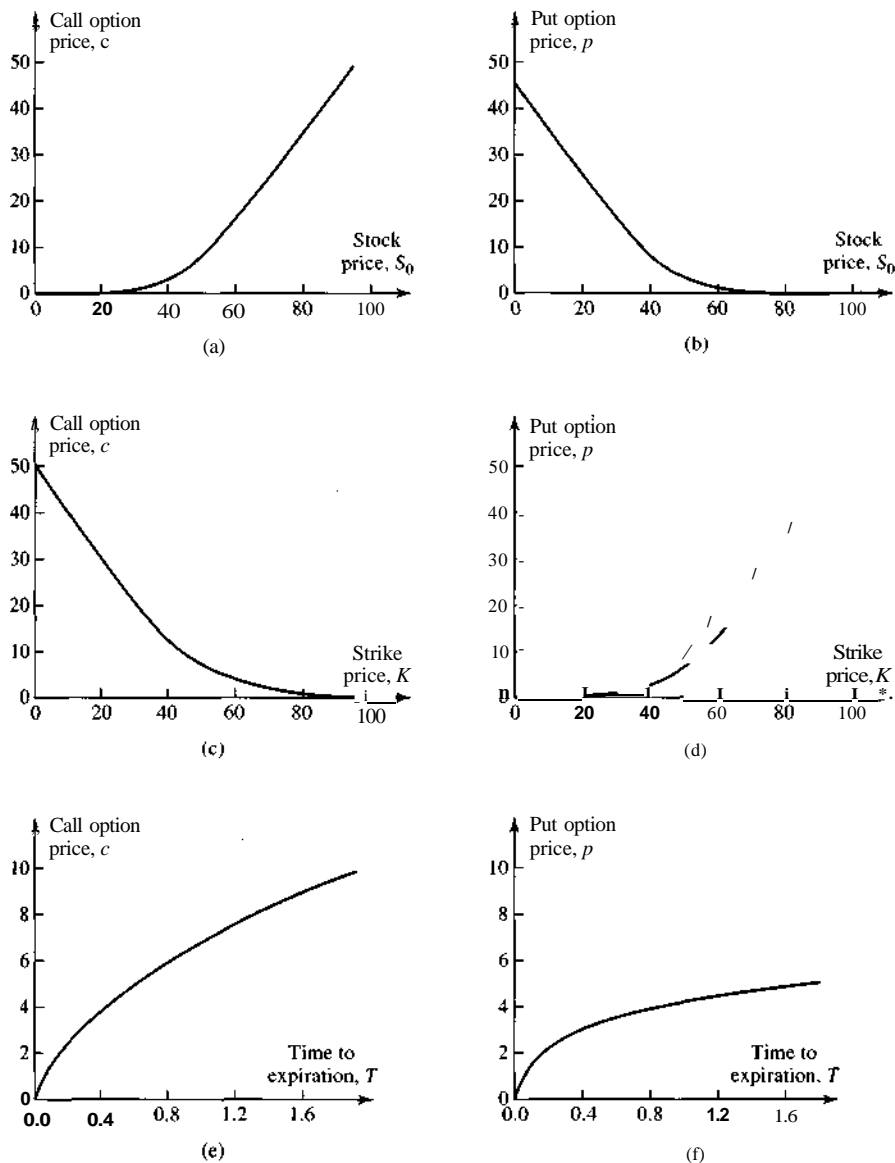 Call option
price, c
50
40
30
20
10
0
0 20 40 60 80 100
Stock
price, S0
(a)
Put option
price, p
50
40
30
20
10
0
0 20 40 60 80 100
Stock
price, S0
(b)
Call option
price, c
50
40
30
20
10
0
0 20 40 60 80 100
Strike
price, K
(c)
Put option
price, p
50
40
30
20
10
0 20 40 60 80 100
Strike
price, K
(d)
Call option
price, c
10
8
6
4
2
0
0.0 0.4 0.8 1.2 1.6
Time to
expiration, T
(e)
Put option
price, p
10
8
6
4
2
0
0.0 0.4 0.8 1.2 1.6
Time to
expiration, T
(f)